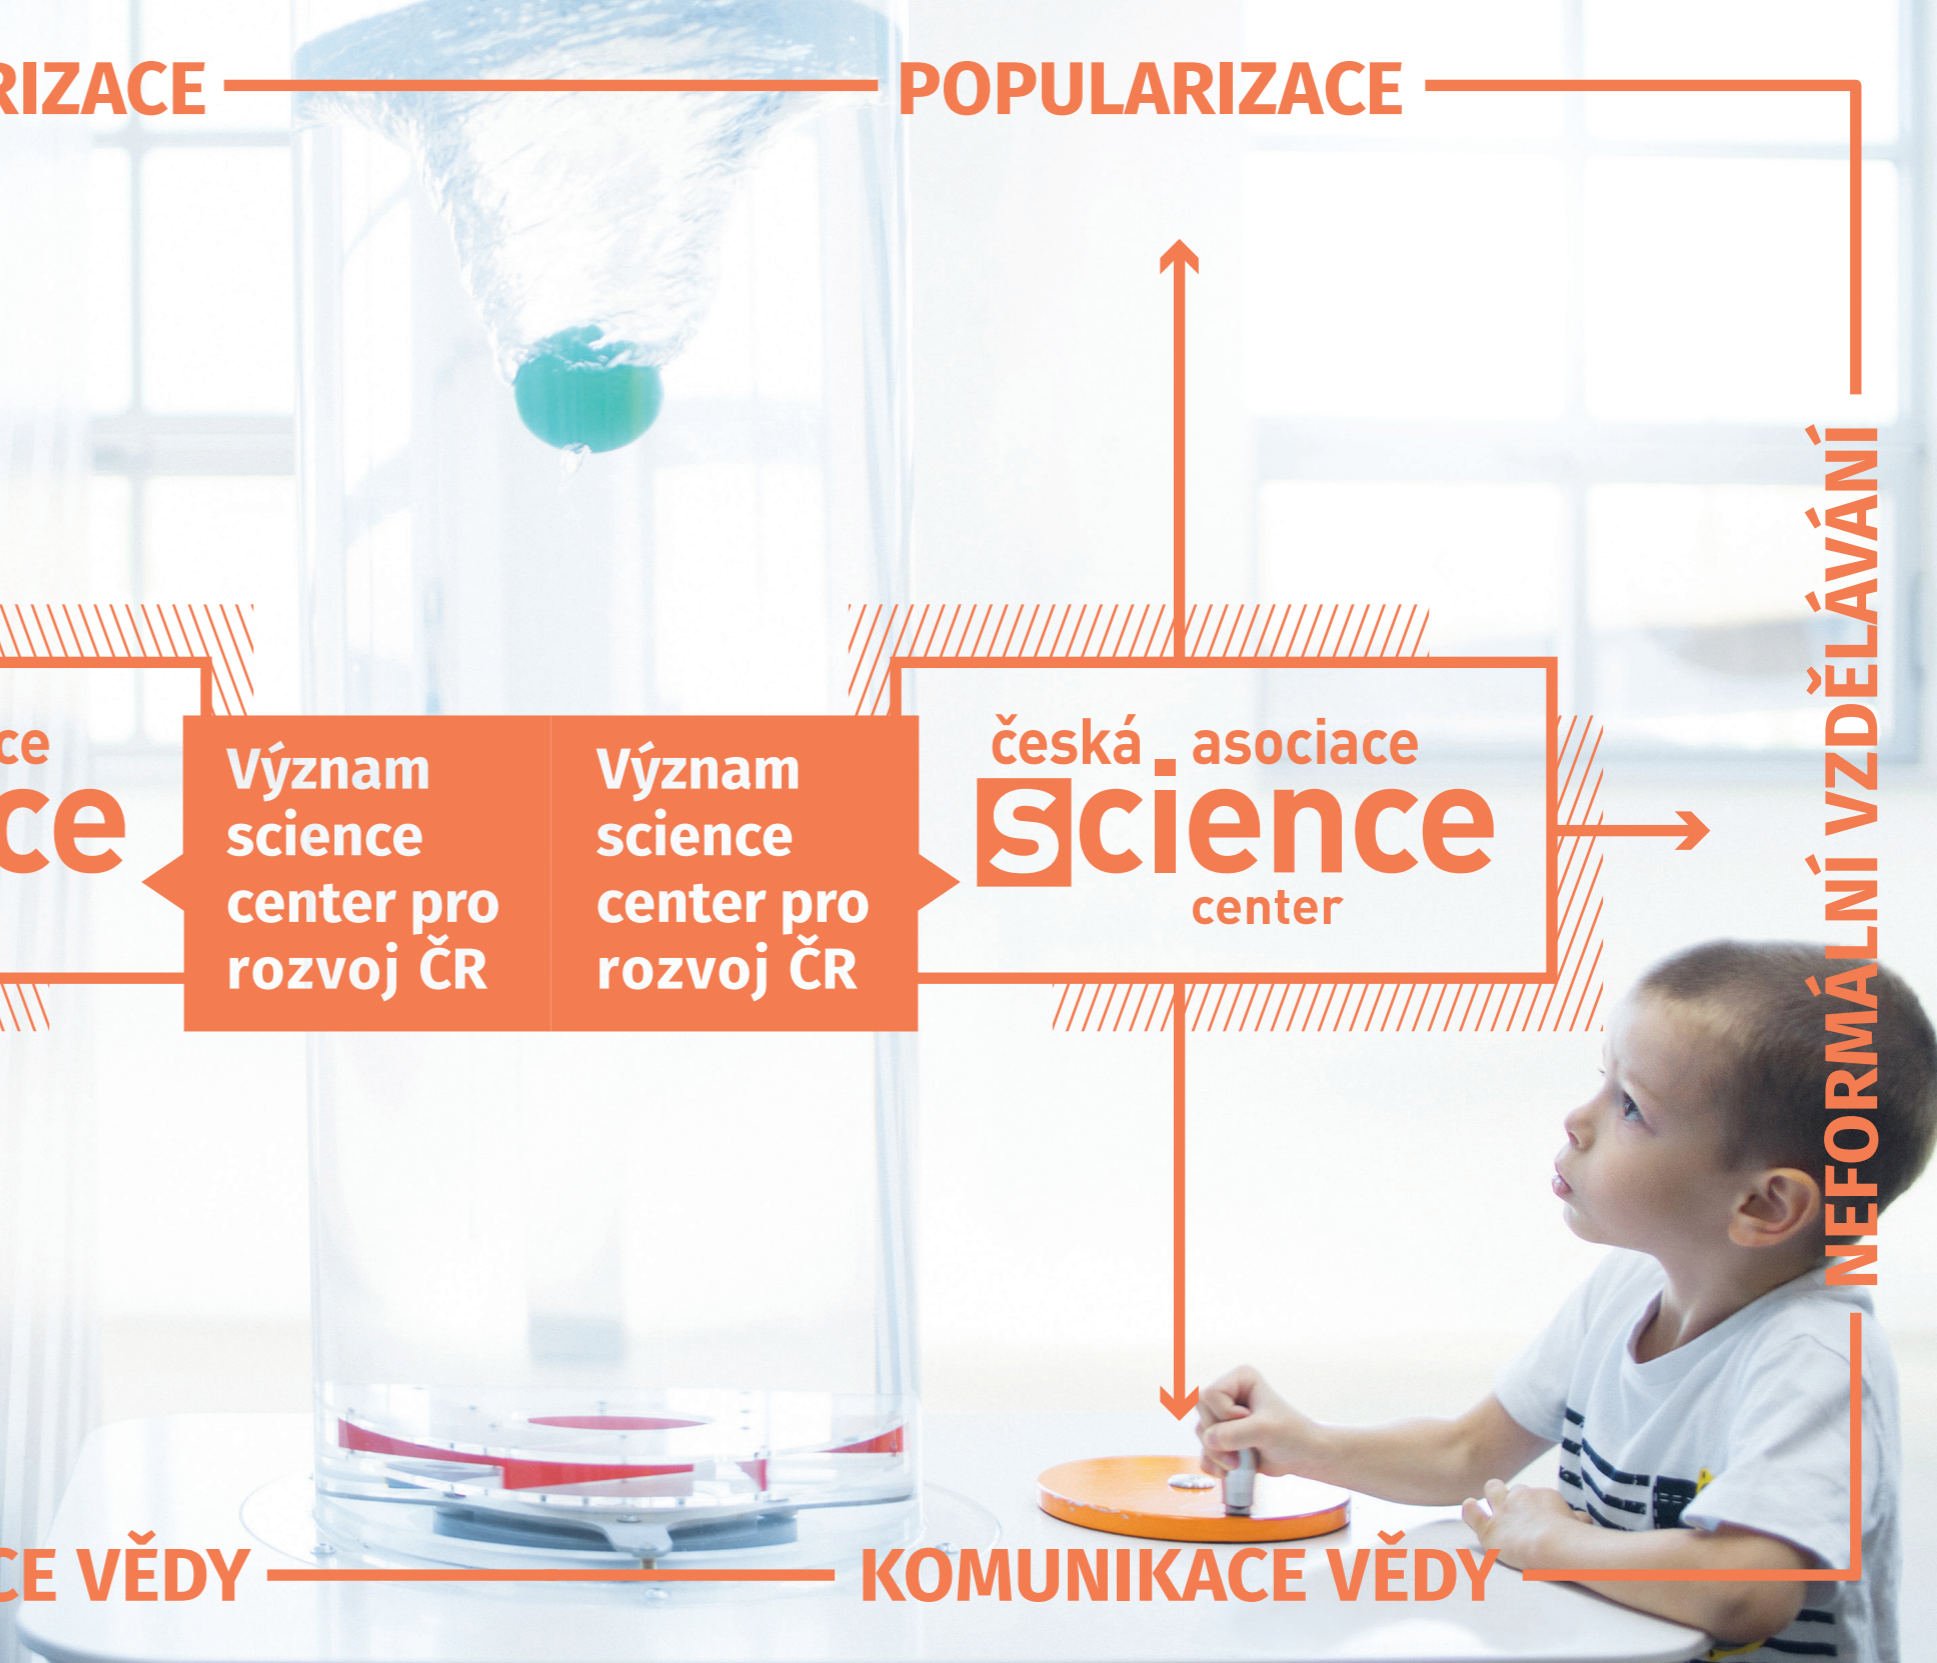 RIZACE
POPULARIZACE
NEFORMÁLNÍ VZDĚLÁVÁNÍ
ce
ce
Význam
science
center pro
rozvoj ČR
Význam
science
center pro
rozvoj ČR
česká asociace
science
center
CE VĚDY
KOMUNIKACE VĚDY